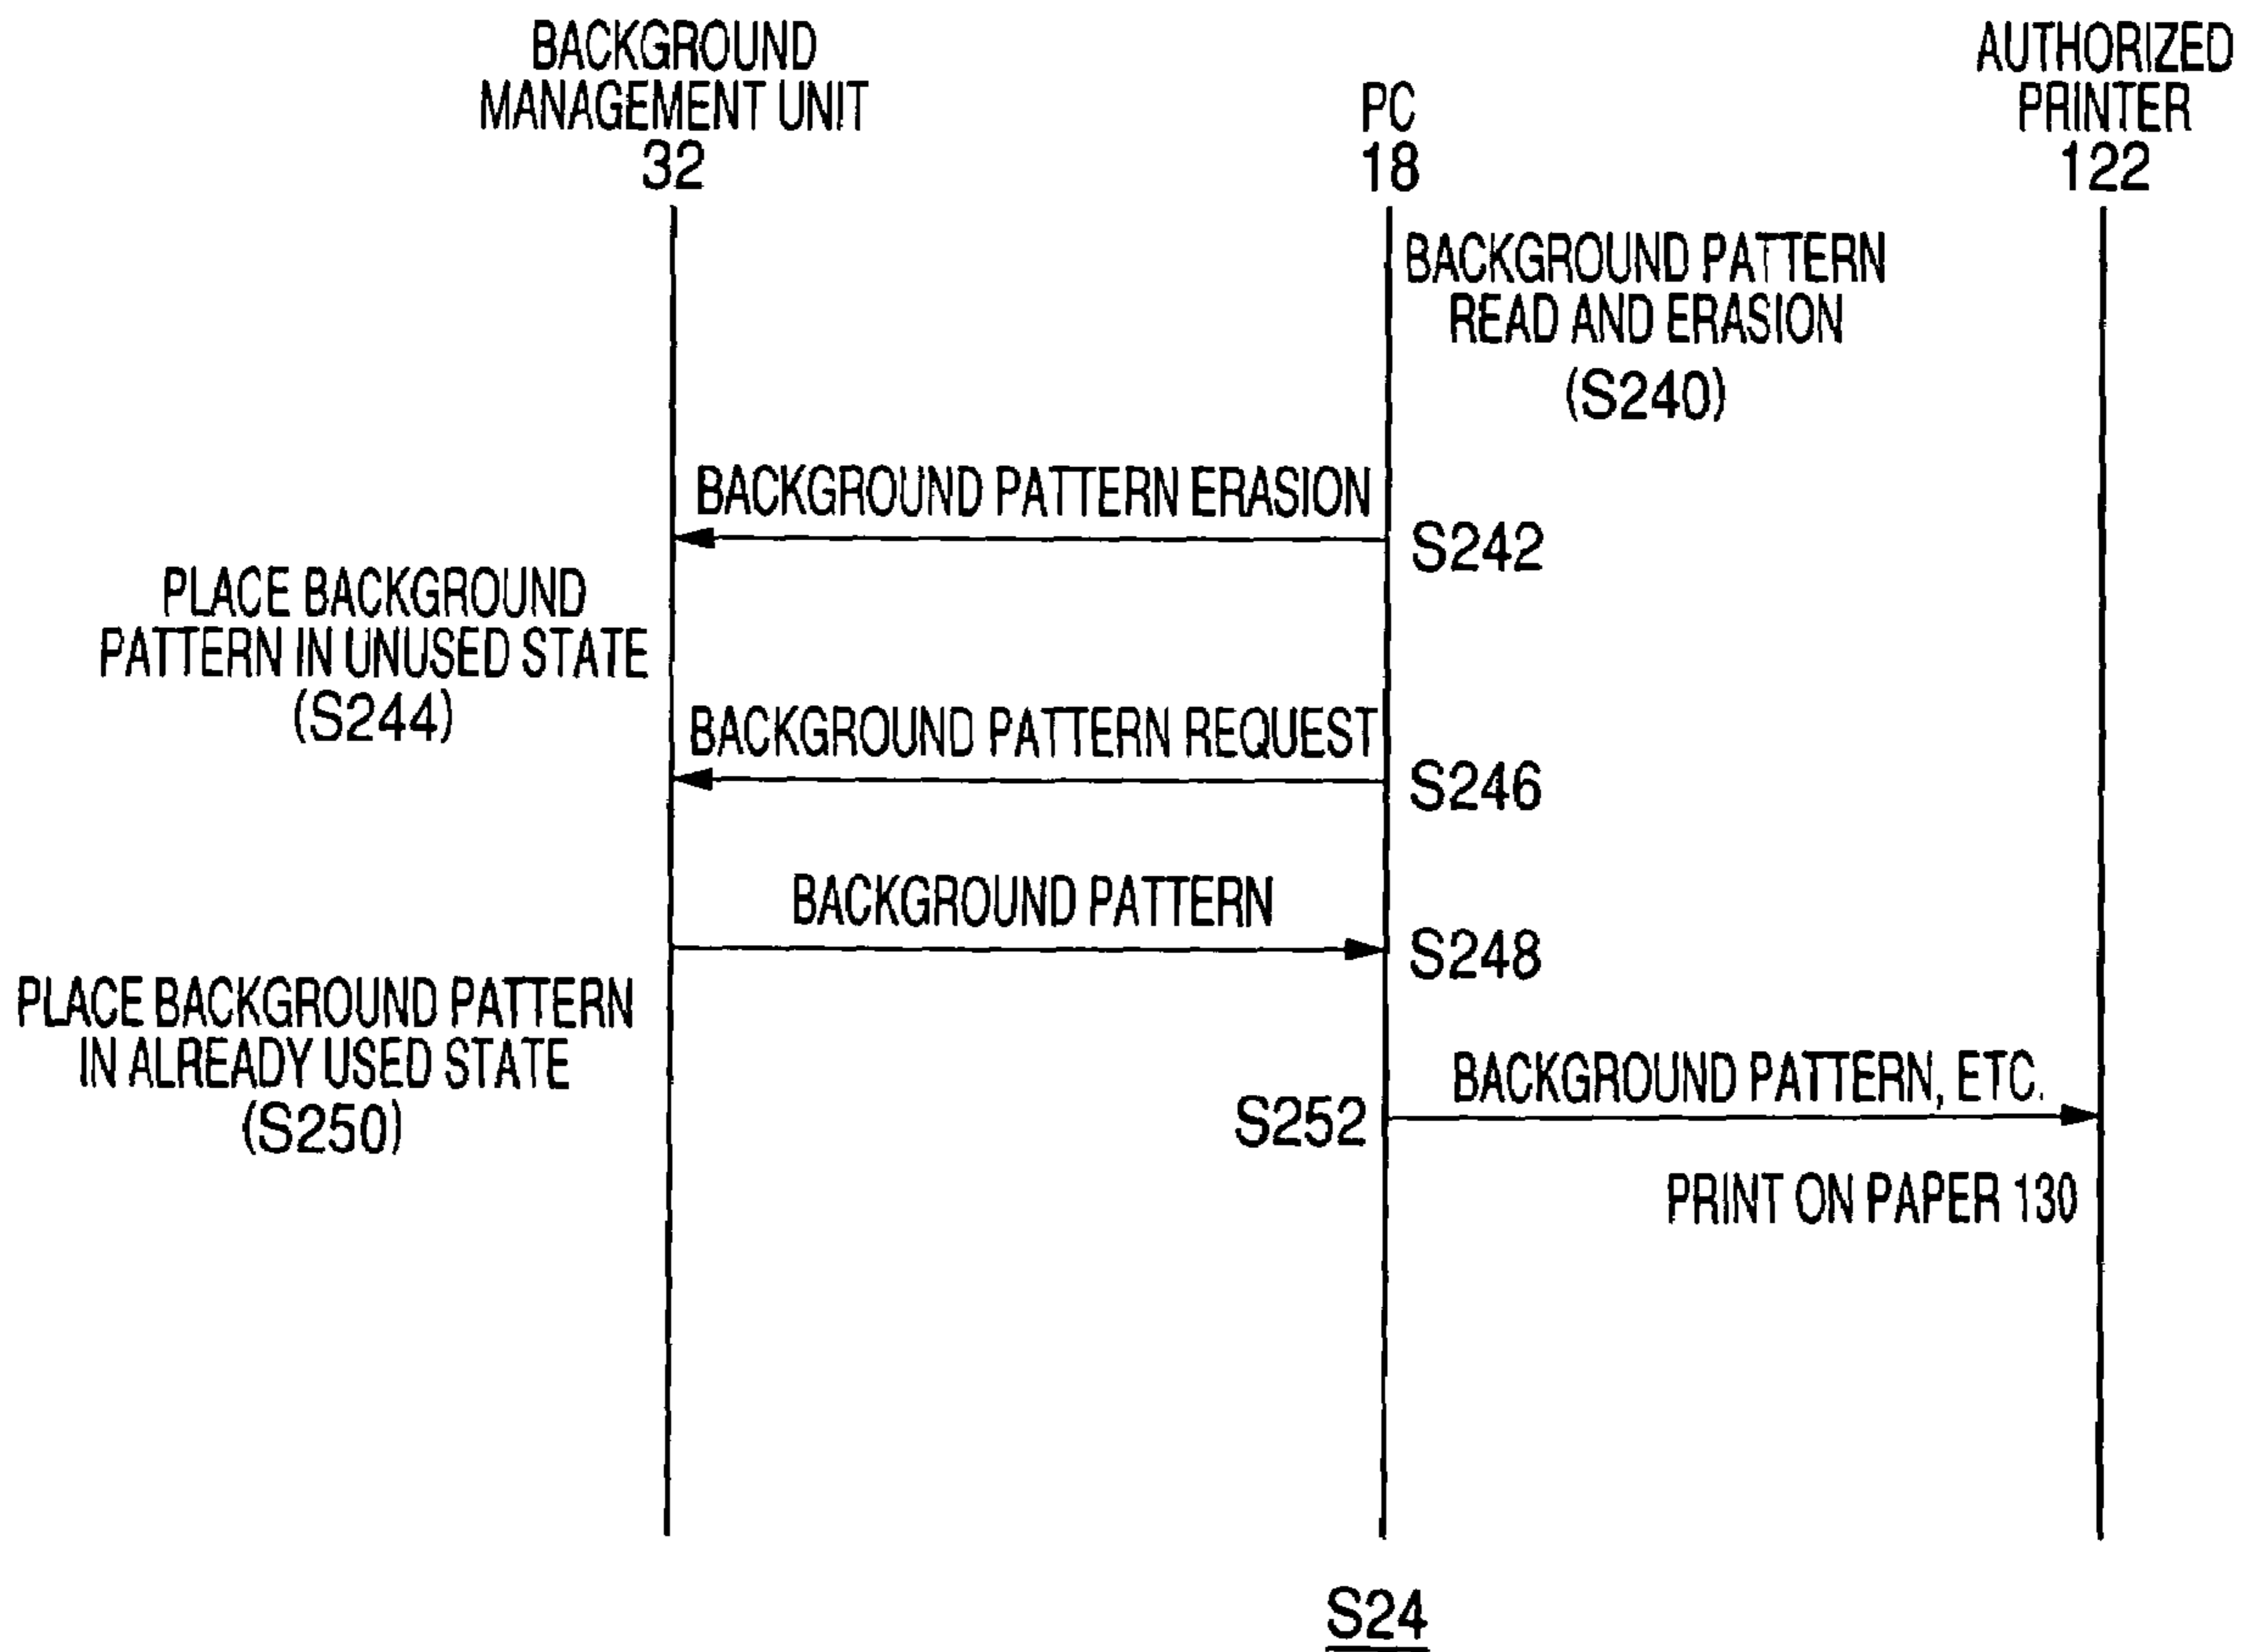 BACKGROUND
MANAGEMENT UNIT
32
PC
18
AUTHORIZED
PRINTER
122
BACKGROUND PATTERN
READ AND ERASION
(S240)
BACKGROUND PATTERN ERASION
S242
PLACE BACKGROUND
PATTERN IN UNUSED STATE
(S244)
BACKGROUND PATTERN REQUEST
S246
BACKGROUND PATTERN
S248
PLACE BACKGROUND PATTERN
IN ALREADY USED STATE
(S250)
BACKGROUND PATTERN, ETC.
S252
PRINT ON PAPER 130
S24